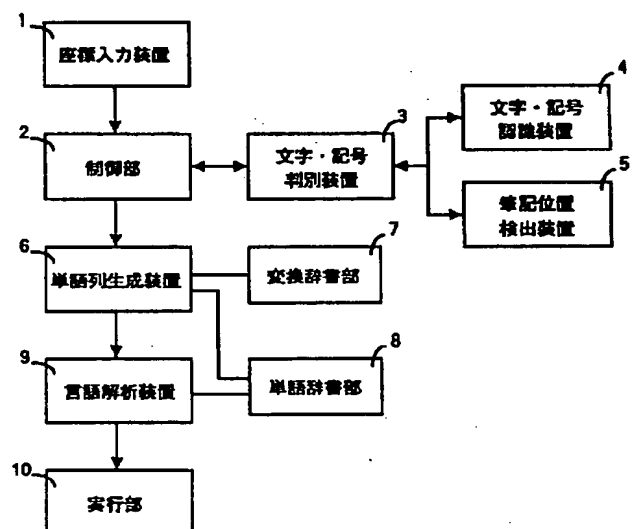 1
座標入力装置
2
制御部
3
文字・記号
判別装置
4
文字・記号
認識装置
5
筆記位置
検出装置
6
単語列生成装置
7
変換辞書部
8
単語辞書部
9
言語解析装置
10
実行部